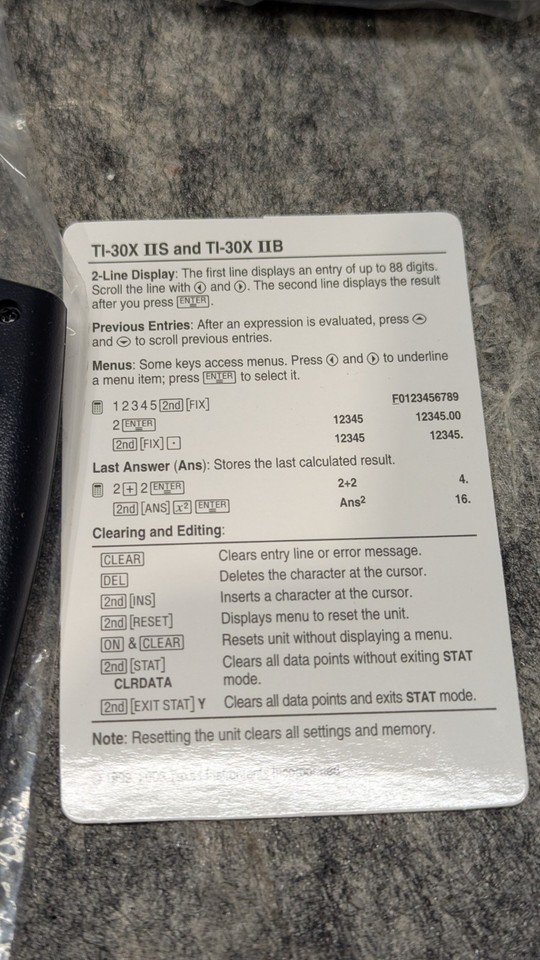 TI-30X IIS and TI-30X IIB
2-Line Display: The first line displays an entry of up to 88 digits.
Scroll the line with ◀ and ▶. The second line displays the result
after you press [ENTER].
Previous Entries: After an expression is evaluated, press ▲
and ▼ to scroll previous entries.
Menus: Some keys access menus. Press ◀ and ▶ to underline
a menu item; press [ENTER] to select it.
12345 [2nd] [FIX] F0123456789
2 [ENTER] 12345 12345.00
[2nd] [FIX] [.] 12345 12345.
Last Answer (Ans): Stores the last calculated result.
2 [+] 2 [ENTER] 2+2 4.
[2nd] [ANS] [x²] [ENTER] Ans² 16.
Clearing and Editing:
[CLEAR] Clears entry line or error message.
[DEL] Deletes the character at the cursor.
[2nd] [INS] Inserts a character at the cursor.
[2nd] [RESET] Displays menu to reset the unit.
[ON] & [CLEAR] Resets unit without displaying a menu.
[2nd] [STAT] Clears all data points without exiting STAT
CLRDATA mode.
[2nd] [EXIT STAT] Y Clears all data points and exits STAT mode.
Note: Resetting the unit clears all settings and memory.